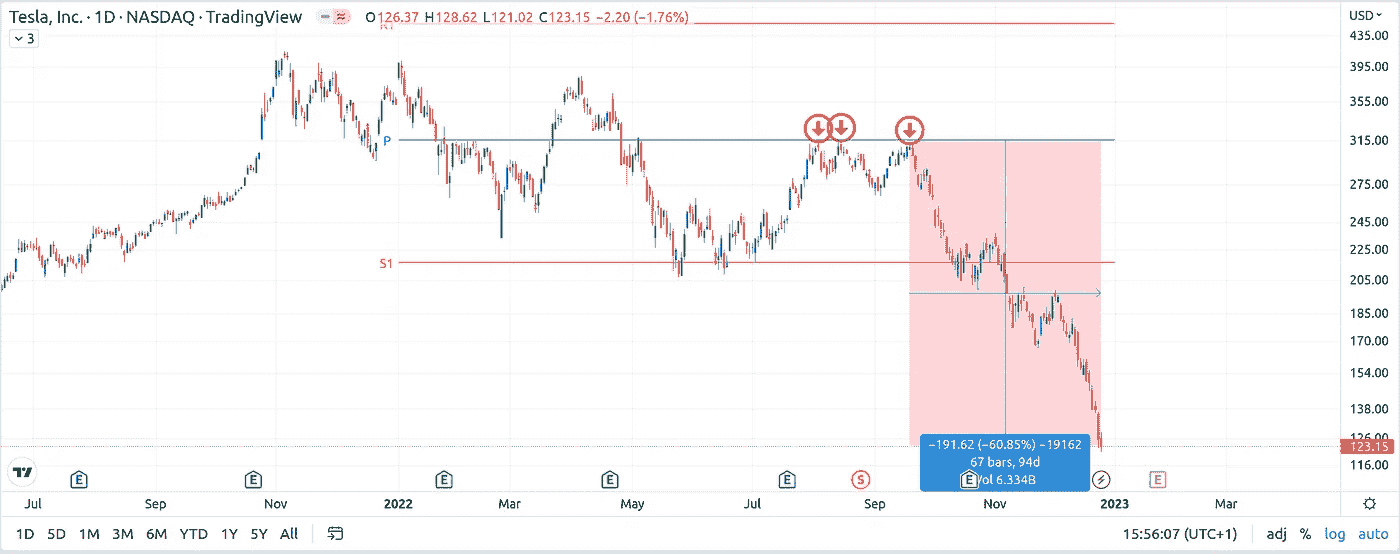 Tesla, Inc. · 1D · NASDAQ · TradingView O126.37 H128.62 L121.02 C123.15 −2.20 (−1.76%)
USD
3
435.00
395.00
355.00
P
315.00
275.00
245.00
225.00
S1
205.00
185.00
170.00
154.00
138.00
126.00
123.15
116.00
−191.62 (−60.85%) −19162
67 bars, 94d
Vol 6.334B
E E E E E S E E
Jul Sep Nov 2022 Mar May Jul Sep Nov 2023 Mar
1D 5D 1M 3M 6M YTD 1Y 5Y All 15:56:07 (UTC+1) adj % log auto